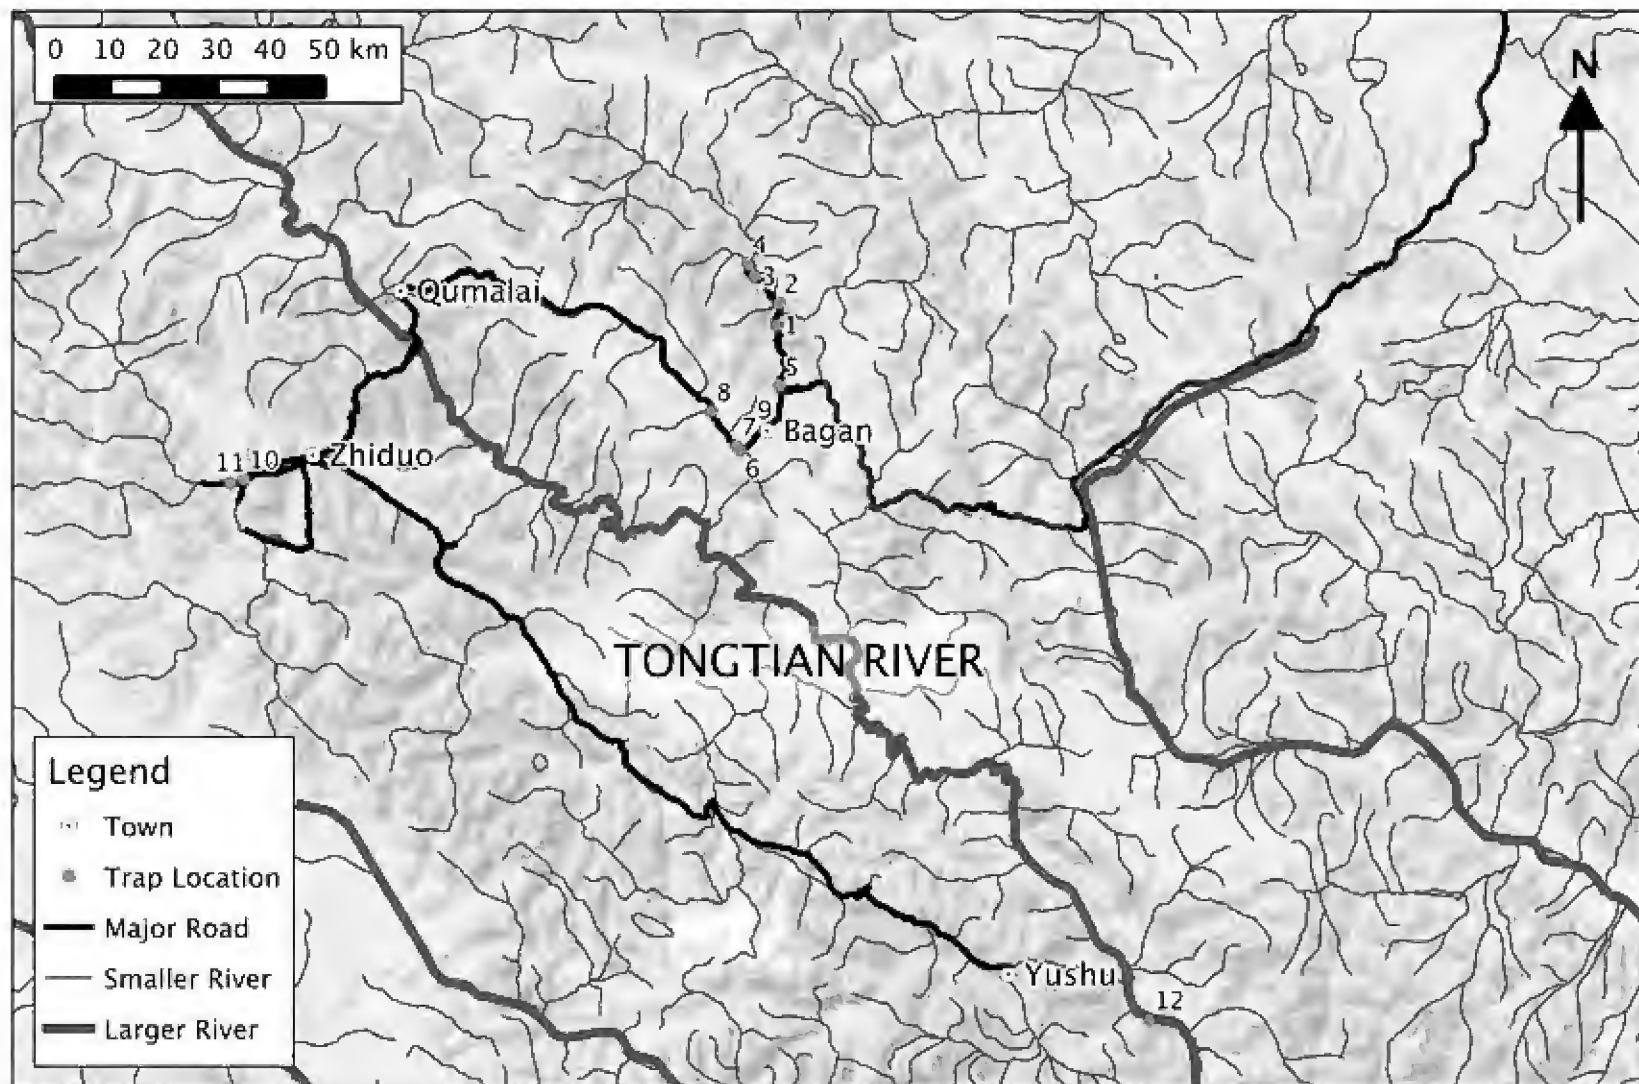 0 10 20 30 40 50 km
N
4
3
2
Qumalai
1
5
8
9
7
Bagan
6
11 10
Zhiduo
TONGTIAN RIVER
Legend
Town
Trap Location
Major Road
Smaller River
Larger River
Yushu
12